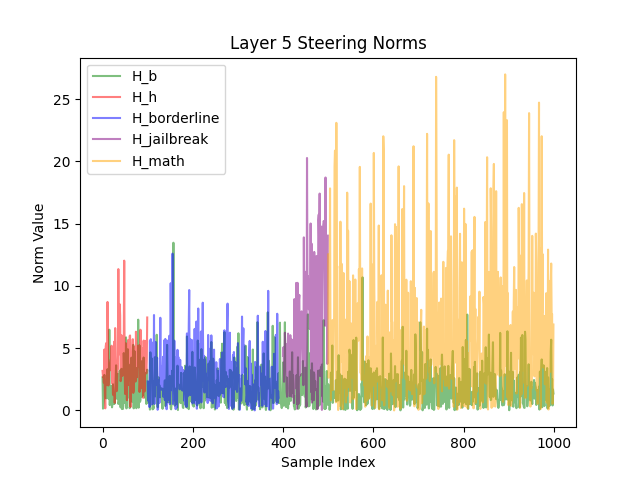 Layer 5 Steering Norms
H_b
H_h
H_borderline
H_jailbreak
H_math
Norm Value
25
20
15
10
5
0
0 200 400 600 800 1000
Sample Index